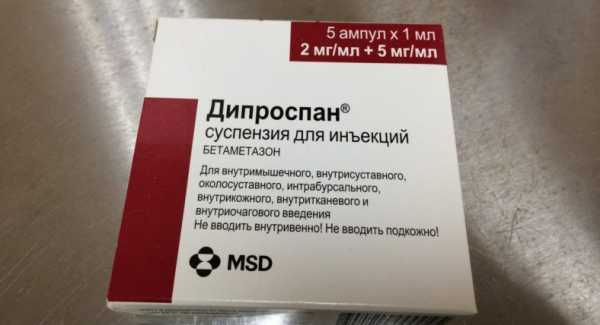 5 ампул x 1 мл
2 мг/мл + 5 мг/мл
Дипроспан®
суспензия для инъекций
БЕТАМЕТАЗОН
Для внутримышечного, внутрисуставного,
околосуставного, интрабурсального,
внутрикожного, внутритканевого и
внутриочагового введения
Не вводить внутривенно! Не вводить подкожно!
MSD